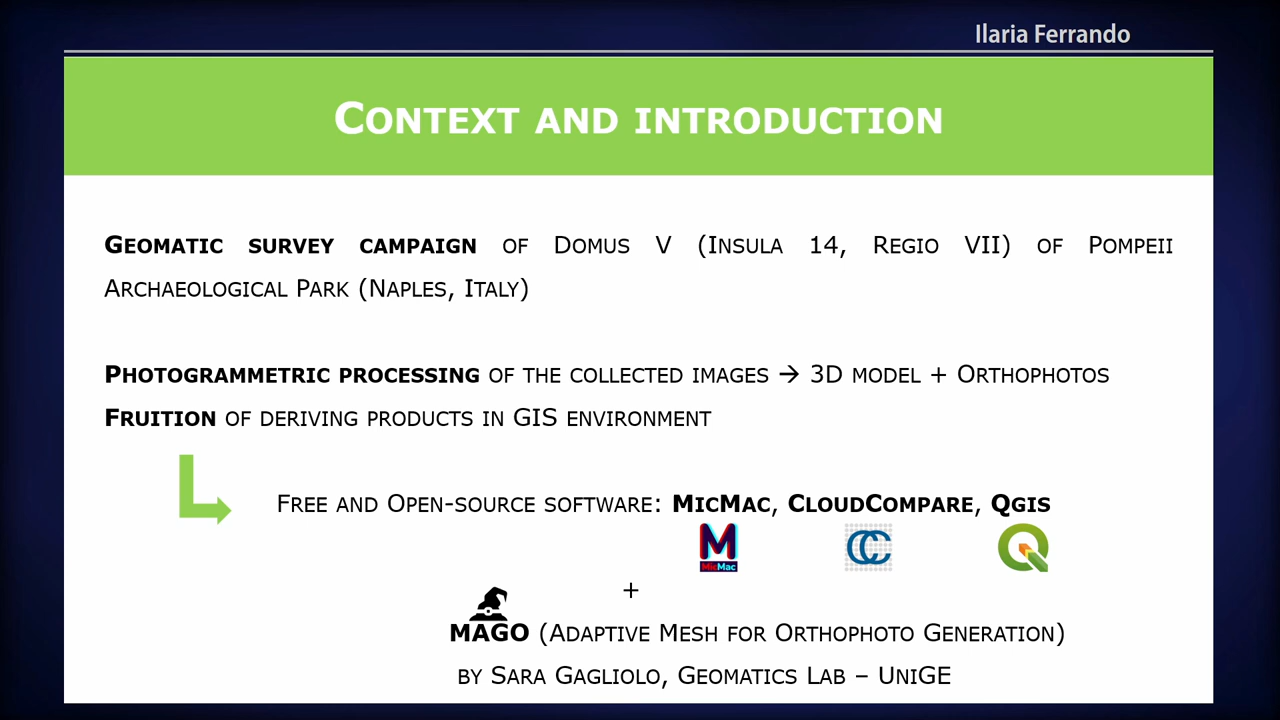 Ilaria Ferrando
CONTEXT AND INTRODUCTION
GEOMATIC SURVEY CAMPAIGN OF DOMUS V (INSULA 14, REGIO VII) OF POMPEII
ARCHAEOLOGICAL PARK (NAPLES, ITALY)
PHOTOGRAMMETRIC PROCESSING OF THE COLLECTED IMAGES → 3D MODEL + ORTHOPHOTOS
FRUITION OF DERIVING PRODUCTS IN GIS ENVIRONMENT
FREE AND OPEN-SOURCE SOFTWARE: MICMAC, CLOUDCOMPARE, QGIS
M CC Q
MicMac
+
MAGO (ADAPTIVE MESH FOR ORTHOPHOTO GENERATION)
BY SARA GAGLIOLO, GEOMATICS LAB – UNIGE